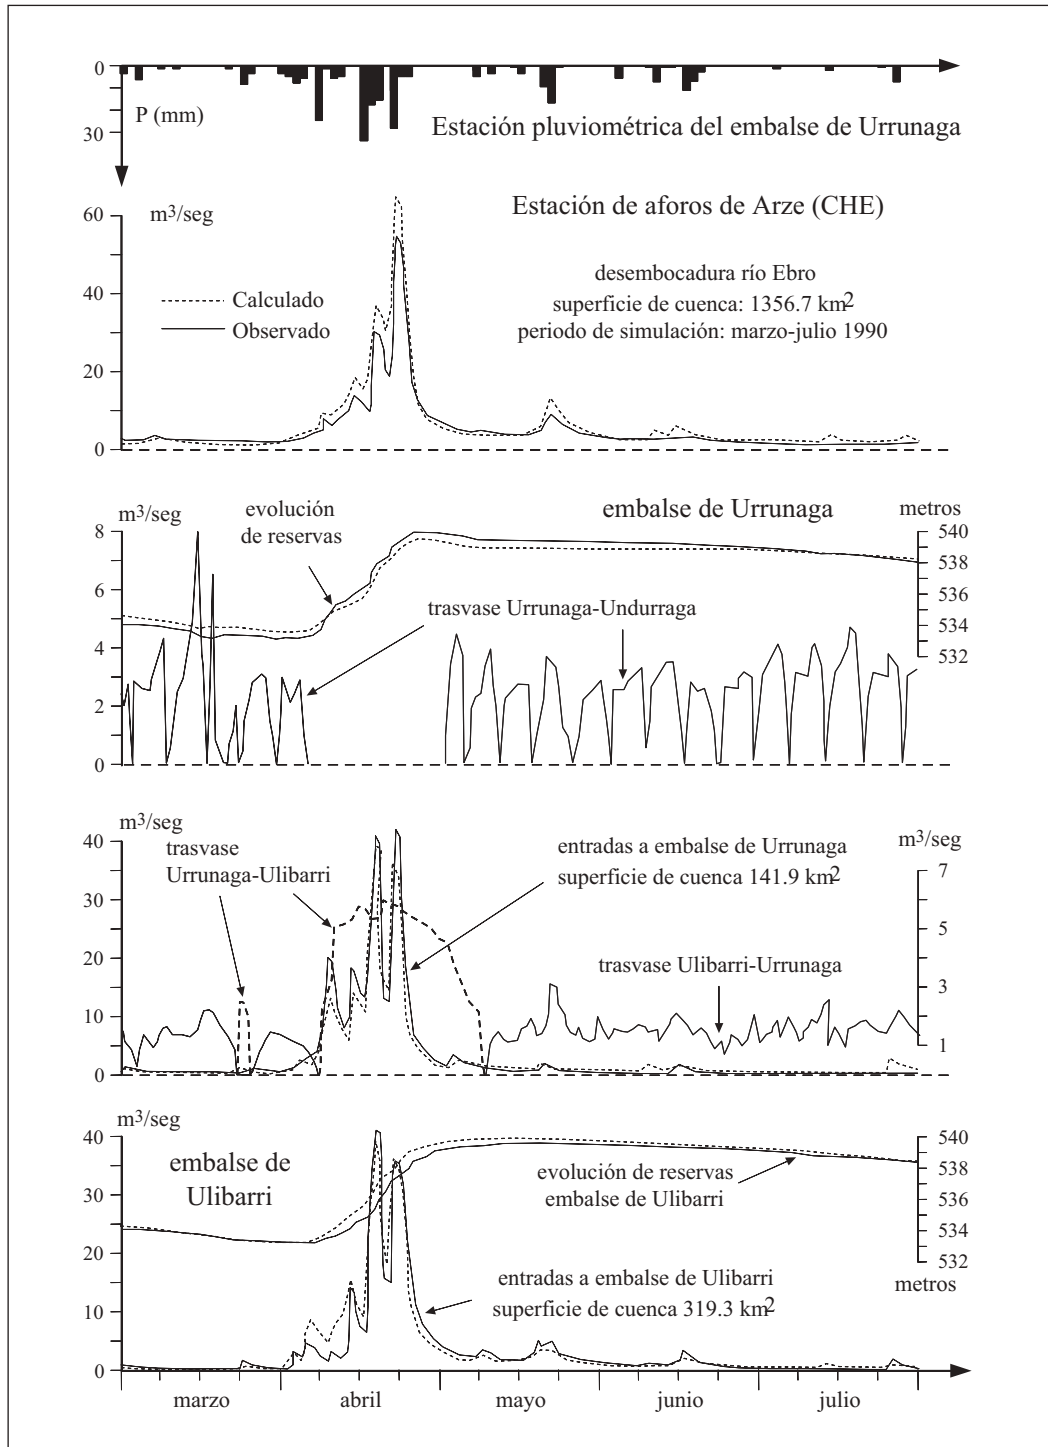 0
30
P (mm)
Estación pluviométrica del embalse de Urrunaga
m3/seg
Estación de aforos de Arze (CHE)
60
40
20
0
desembocadura río Ebro
superficie de cuenca: 1356.7 km2
periodo de simulación: marzo-julio 1990
Calculado
Observado
m3/seg
evolución
de reservas
embalse de Urrunaga
metros
8
6
4
2
0
540
538
536
534
532
trasvase Urrunaga-Undurraga
m3/seg
trasvase
Urrunaga-Ulibarri
entradas a embalse de Urrunaga
superficie de cuenca 141.9 km2
m3/seg
40
30
20
10
0
7
5
3
1
trasvase Ulibarri-Urrunaga
m3/seg
embalse de
Ulibarri
40
30
20
10
0
evolución de reservas
embalse de Ulibarri
540
538
536
534
532
metros
entradas a embalse de Ulibarri
superficie de cuenca 319.3 km2
marzo
abril
mayo
junio
julio